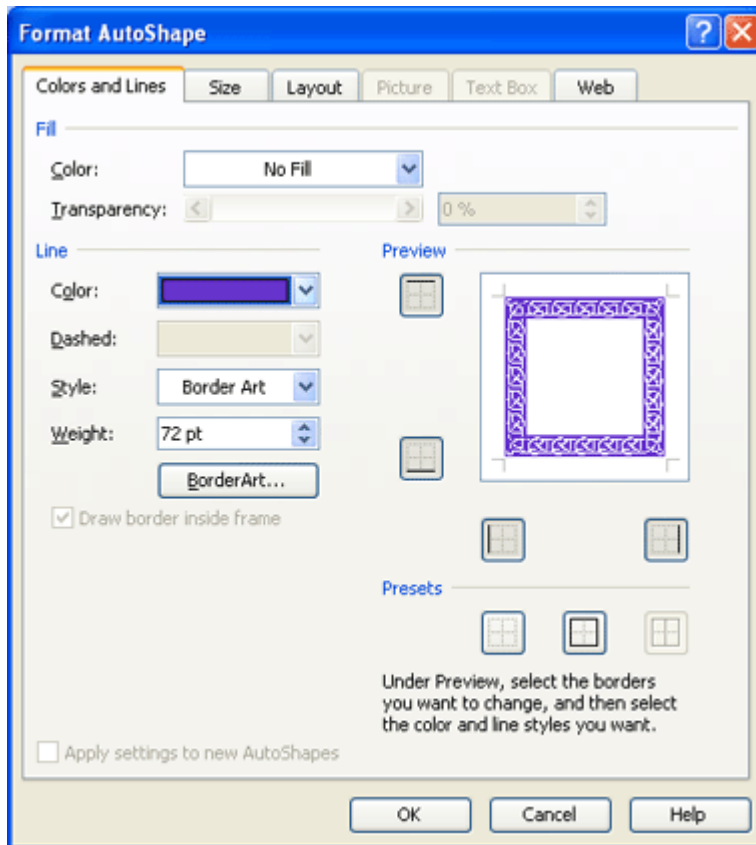 Format AutoShape
Colors and Lines
Size
Layout
Picture
Text Box
Web
Fill
Color:
No Fill
Transparency:
0 %
Line
Preview
Color:
Dashed:
Style:
Border Art
Weight:
72 pt
BorderArt...
Draw border inside frame
Presets
Under Preview, select the borders
you want to change, and then select
the color and line styles you want.
Apply settings to new AutoShapes
OK
Cancel
Help